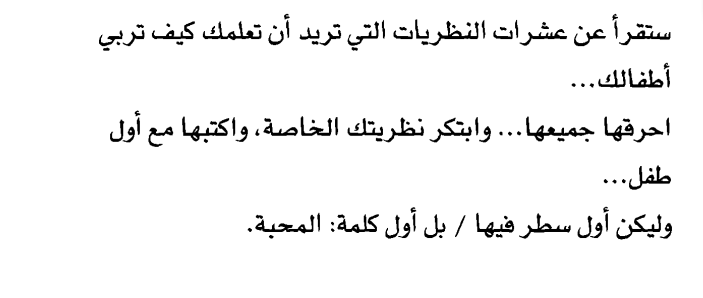 ستقرأ عن عشرات النظريات التي تريد أن تعلمك كيف تربي
أطفالك...
احرقها جميعها... وابتكر نظريتك الخاصة، واكتبها مع أول
طفل...
وليكن أول سطر فيها / بل أول كلمة: المحبة.